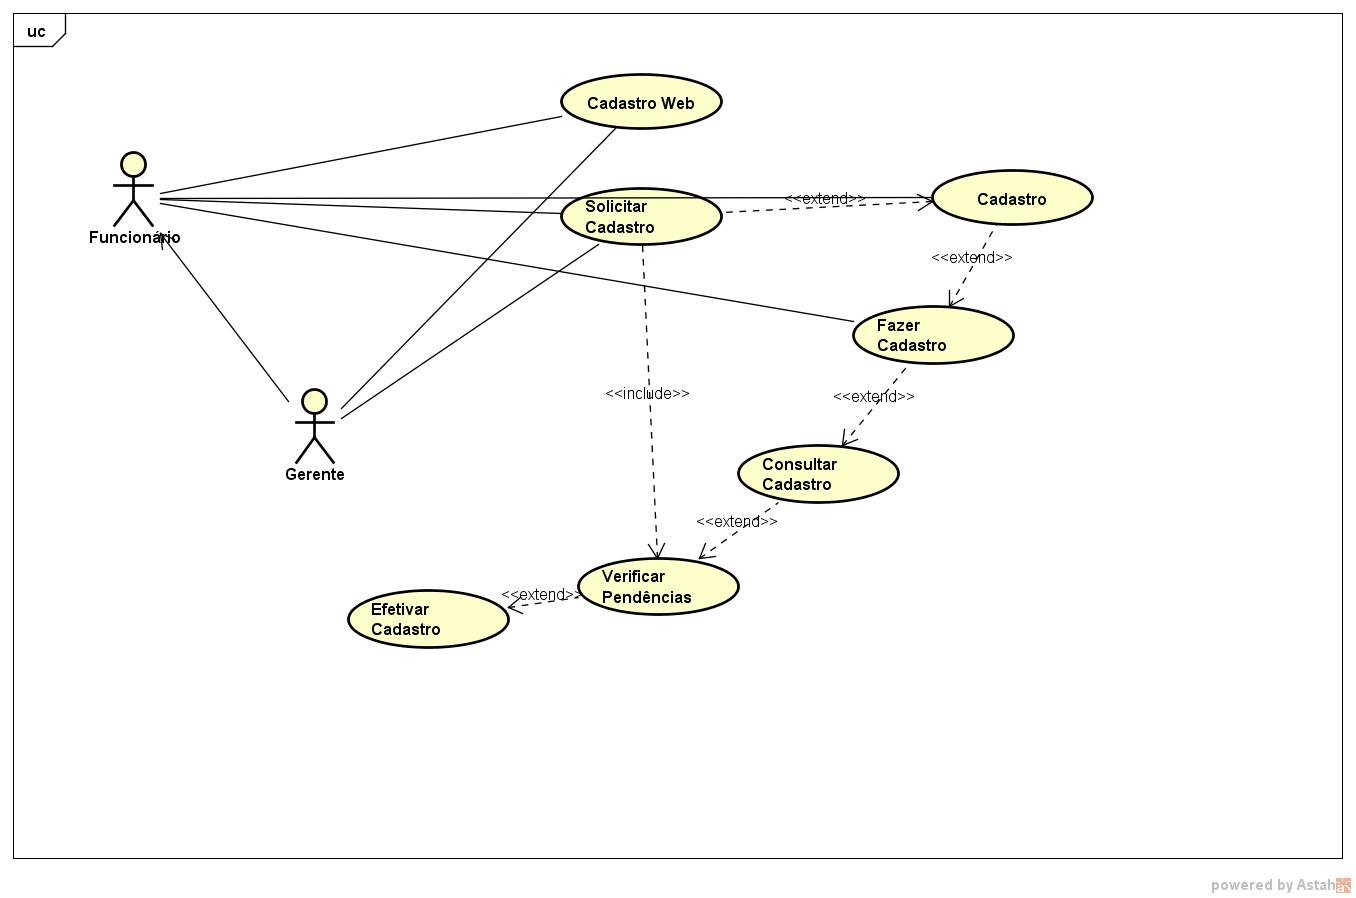 uc
Cadastro Web
Solicitar
Cadastro
<<extend>>
Cadastro
Funcionário
<<extend>>
Fazer
Cadastro
<<include>>
<<extend>>
Gerente
Consultar
Cadastro
<<extend>>
Verificar
Pendências
<<extend>>
Efetivar
Cadastro
powered by Astah